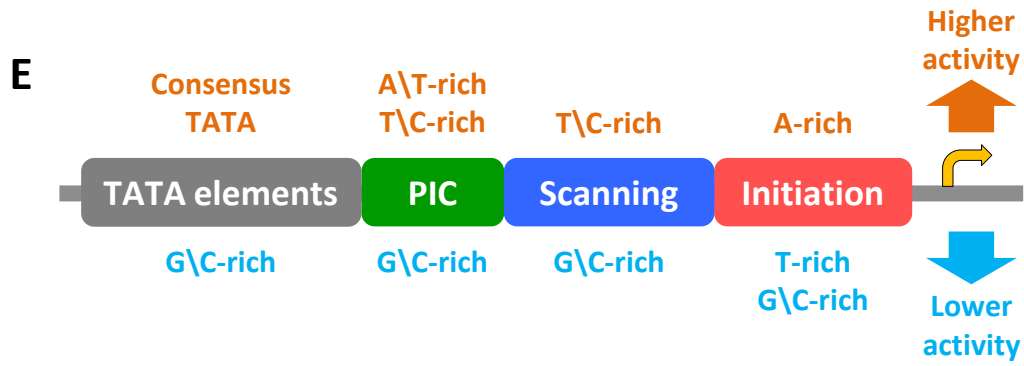 E
Higher
activity
Consensus
TATA
A\T-rich
T\C-rich
T\C-rich
A-rich
TATA elements
PIC
Scanning
Initiation
G\C-rich
G\C-rich
G\C-rich
T-rich
G\C-rich
Lower
activity